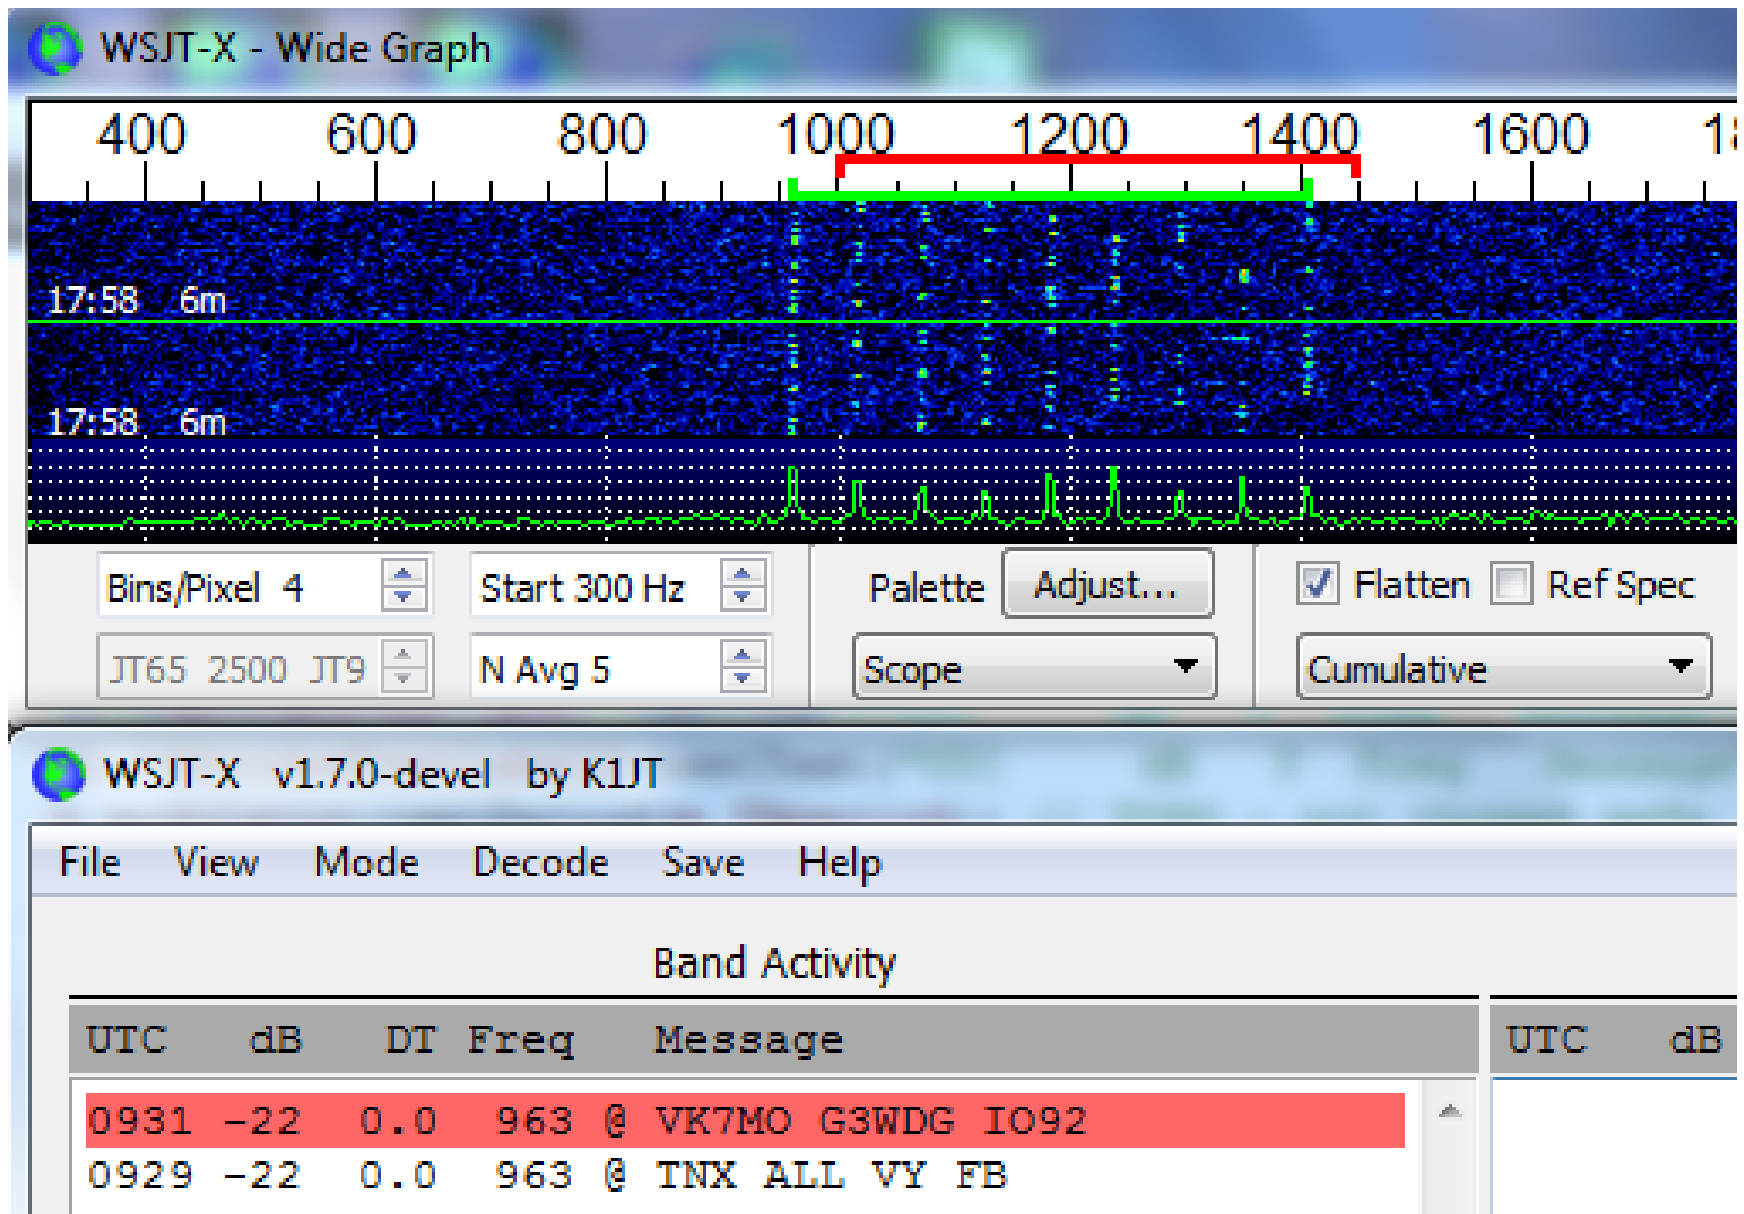 WSJT-X - Wide Graph
400 600 800 1000 1200 1400 1600
17:58 6m
17:58 6m
Bins/Pixel 4 Start 300 Hz Palette Adjust... Flatten Ref Spec
JT65 2500 JT9 N Avg 5 Scope Cumulative
WSJT-X v1.7.0-devel by K1JT
File View Mode Decode Save Help
Band Activity
UTC dB DT Freq Message UTC dB
0931 -22 0.0 963 @ VK7MO G3WDG IO92
0929 -22 0.0 963 @ TNX ALL VY FB